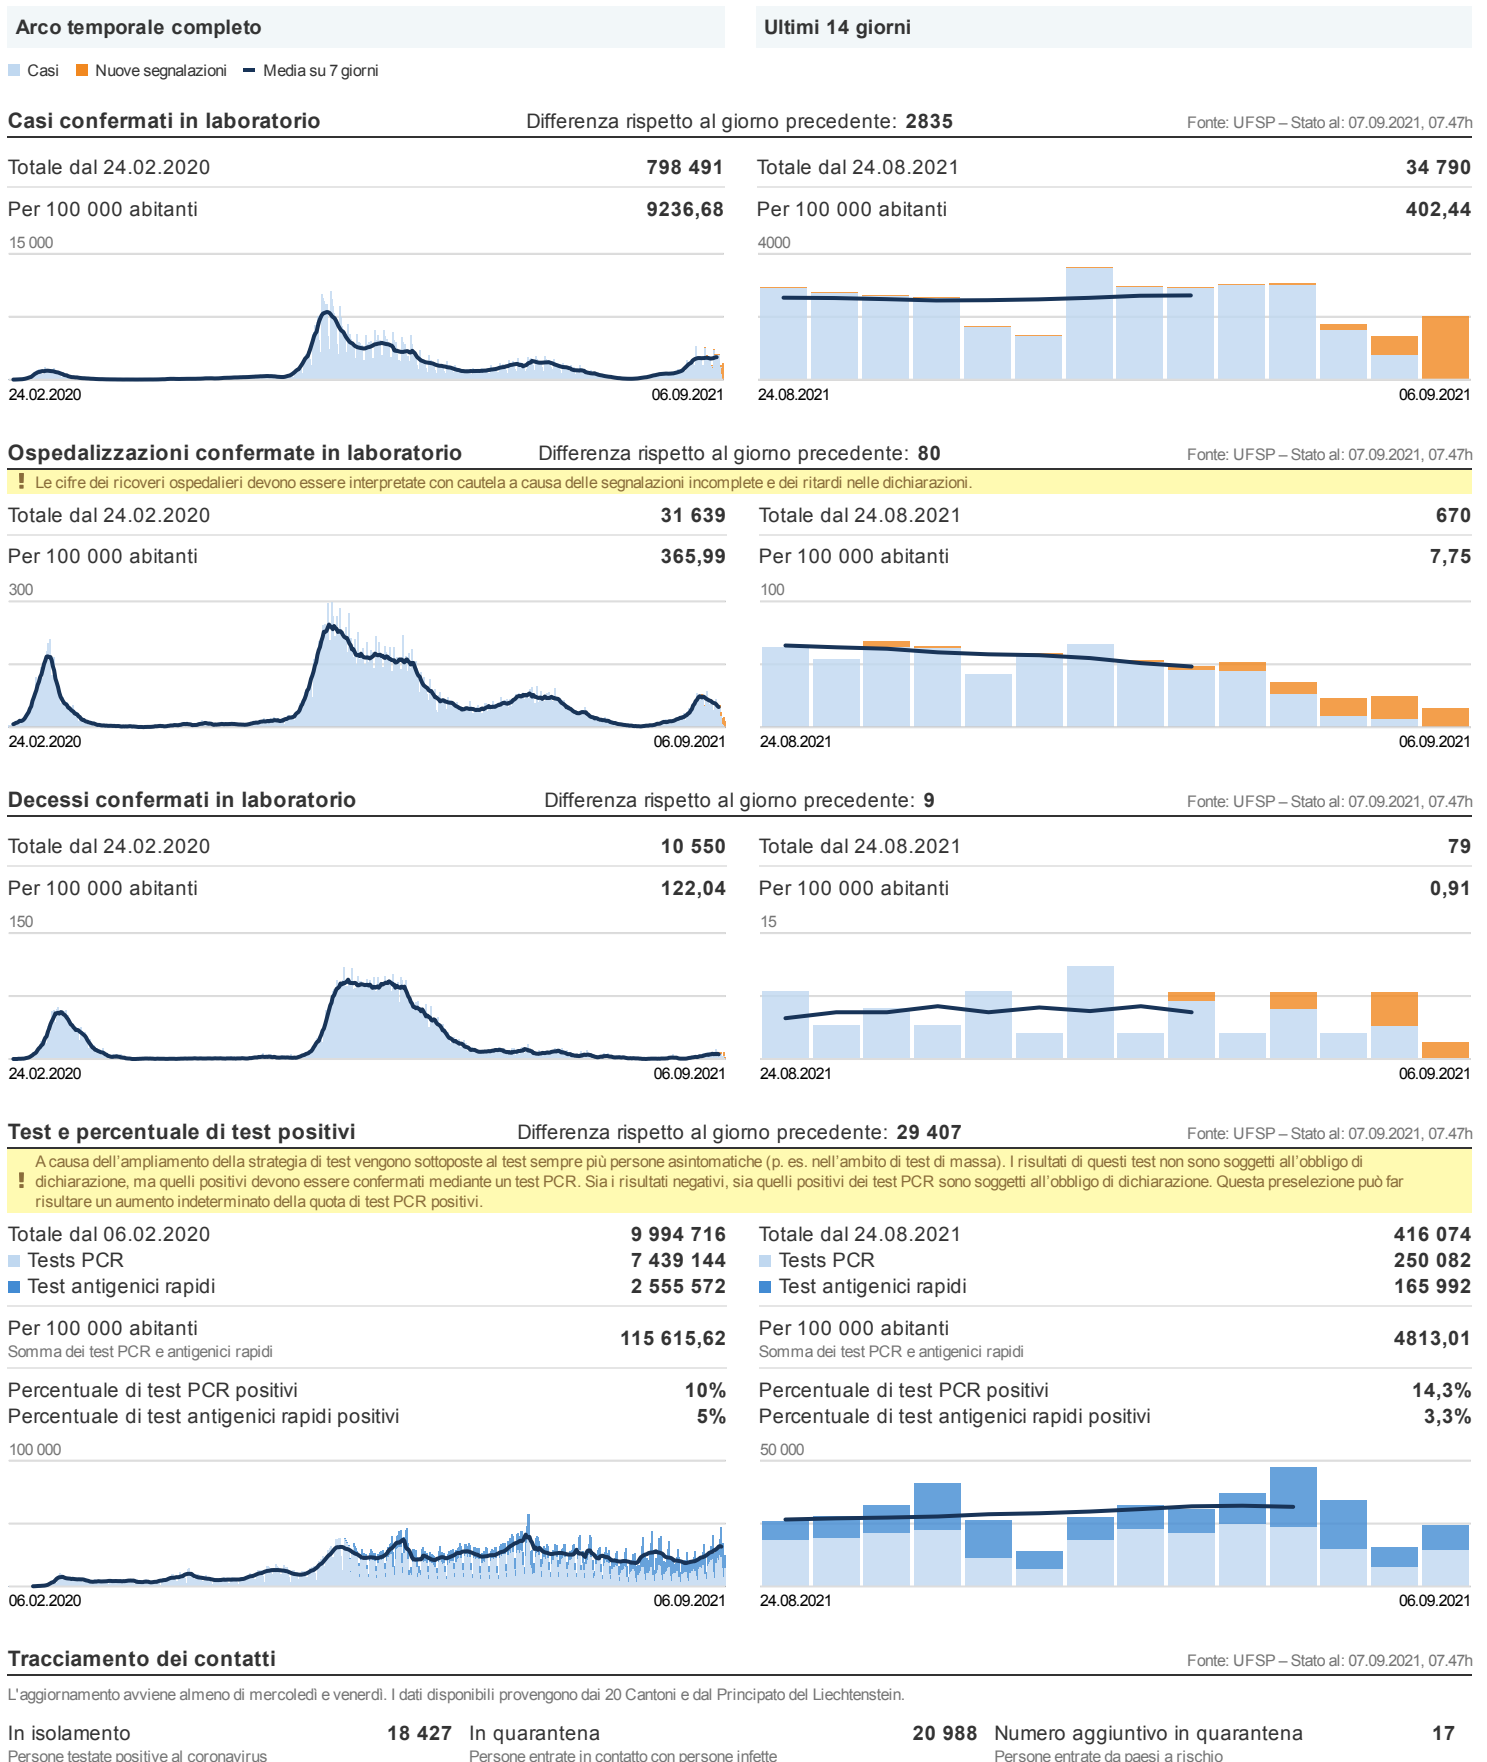 Arco temporale completo
Ultimi 14 giorni
Casi Nuove segnalazioni Media su 7 giorni
Casi confermati in laboratorio Differenza rispetto al giorno precedente: 2835 Fonte: UFSP – Stato al: 07.09.2021, 07.47h
Totale dal 24.02.2020 798 491
Per 100 000 abitanti 9236,68
15 000
24.02.2020 06.09.2021
Totale dal 24.08.2021 34 790
Per 100 000 abitanti 402,44
4000
24.08.2021 06.09.2021
Ospedalizzazioni confermate in laboratorio Differenza rispetto al giorno precedente: 80 Fonte: UFSP – Stato al: 07.09.2021, 07.47h
! Le cifre dei ricoveri ospedalieri devono essere interpretate con cautela a causa delle segnalazioni incomplete e dei ritardi nelle dichiarazioni.
Totale dal 24.02.2020 31 639
Per 100 000 abitanti 365,99
300
24.02.2020 06.09.2021
Totale dal 24.08.2021 670
Per 100 000 abitanti 7,75
100
24.08.2021 06.09.2021
Decessi confermati in laboratorio Differenza rispetto al giorno precedente: 9 Fonte: UFSP – Stato al: 07.09.2021, 07.47h
Totale dal 24.02.2020 10 550
Per 100 000 abitanti 122,04
150
24.02.2020 06.09.2021
Totale dal 24.08.2021 79
Per 100 000 abitanti 0,91
15
24.08.2021 06.09.2021
Test e percentuale di test positivi Differenza rispetto al giorno precedente: 29 407 Fonte: UFSP – Stato al: 07.09.2021, 07.47h
A causa dell'ampliamento della strategia di test vengono sottoposte al test sempre più persone asintomatiche (p. es. nell'ambito di test di massa). I risultati di questi test non sono soggetti all'obbligo di
! dichiarazione, ma quelli positivi devono essere confermati mediante un test PCR. Sia i risultati negativi, sia quelli positivi dei test PCR sono soggetti all'obbligo di dichiarazione. Questa preselezione può far
risultare un aumento indeterminato della quota di test PCR positivi.
Totale dal 06.02.2020 9 994 716
Tests PCR 7 439 144
Test antigenici rapidi 2 555 572
Per 100 000 abitanti 115 615,62
Somma dei test PCR e antigenici rapidi
Percentuale di test PCR positivi 10%
Percentuale di test antigenici rapidi positivi 5%
100 000
06.02.2020 06.09.2021
Totale dal 24.08.2021 416 074
Tests PCR 250 082
Test antigenici rapidi 165 992
Per 100 000 abitanti 4813,01
Somma dei test PCR e antigenici rapidi
Percentuale di test PCR positivi 14,3%
Percentuale di test antigenici rapidi positivi 3,3%
50 000
24.08.2021 06.09.2021
Tracciamento dei contatti Fonte: UFSP – Stato al: 07.09.2021, 07.47h
L'aggiornamento avviene almeno di mercoledì e venerdì. I dati disponibili provengono dai 20 Cantoni e dal Principato del Liechtenstein.
In isolamento 18 427
Persone testate positive al coronavirus
In quarantena 20 988
Persone entrate in contatto con persone infette
Numero aggiuntivo in quarantena 17
Persone entrate da paesi a rischio